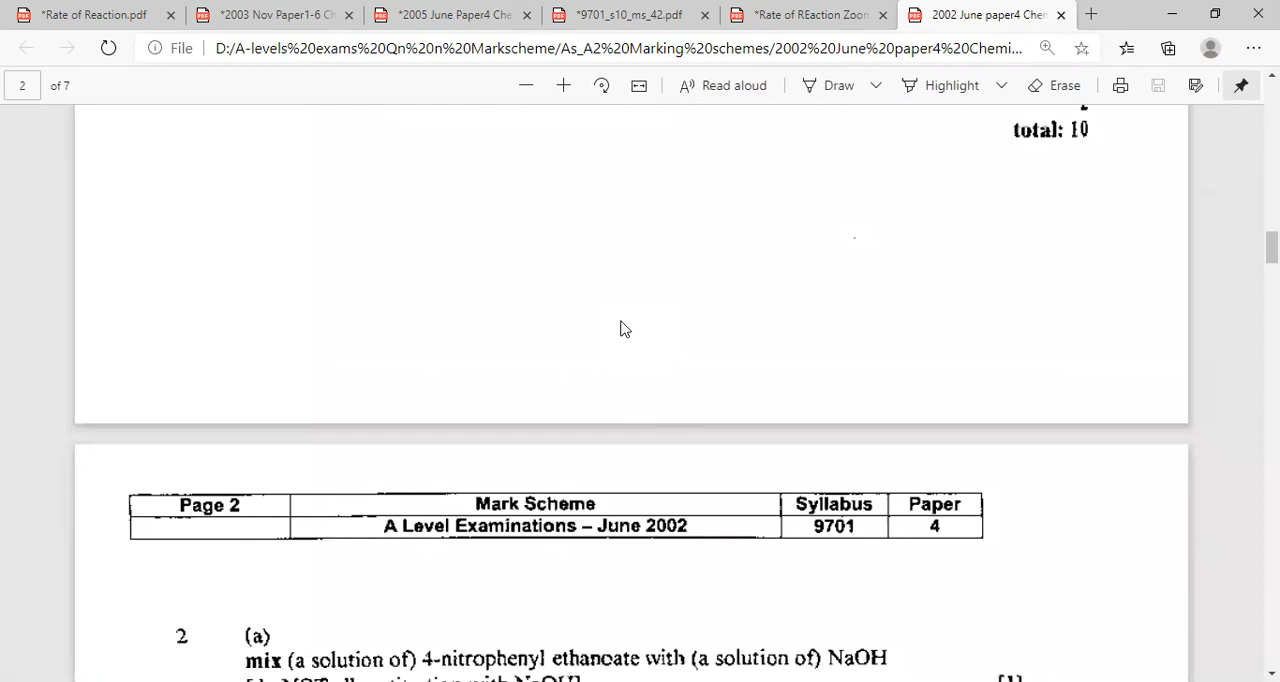 *Rate of Reaction.pdf
*2003 Nov Paper1-6 Ch
*2005 June Paper4 Che
*9701_s10_ms_42.pdf
*Rate of REaction Zoon
2002 June paper4 Chen
File
D:/A-levels%20exams%20Qn%20n%20Markscheme/As_A2%20Marking%20schemes/2002%20June%20paper4%20Chemi...
2 of 7
Read aloud
Draw
Highlight
Erase
total: 10
Page 2 Mark Scheme Syllabus Paper
A Level Examinations – June 2002 9701 4
2 (a)
mix (a solution of) 4-nitrophenyl ethanoate with (a solution of) NaOH